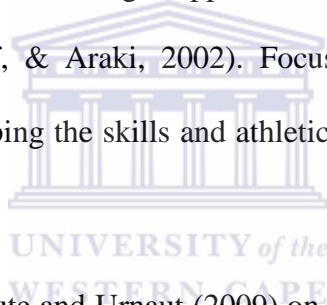 , & Araki, 2002). Focus
ping the skills and athletic
UNIVERSITY of the
ute and Urnaut (2009) on
WESTERN CAPE